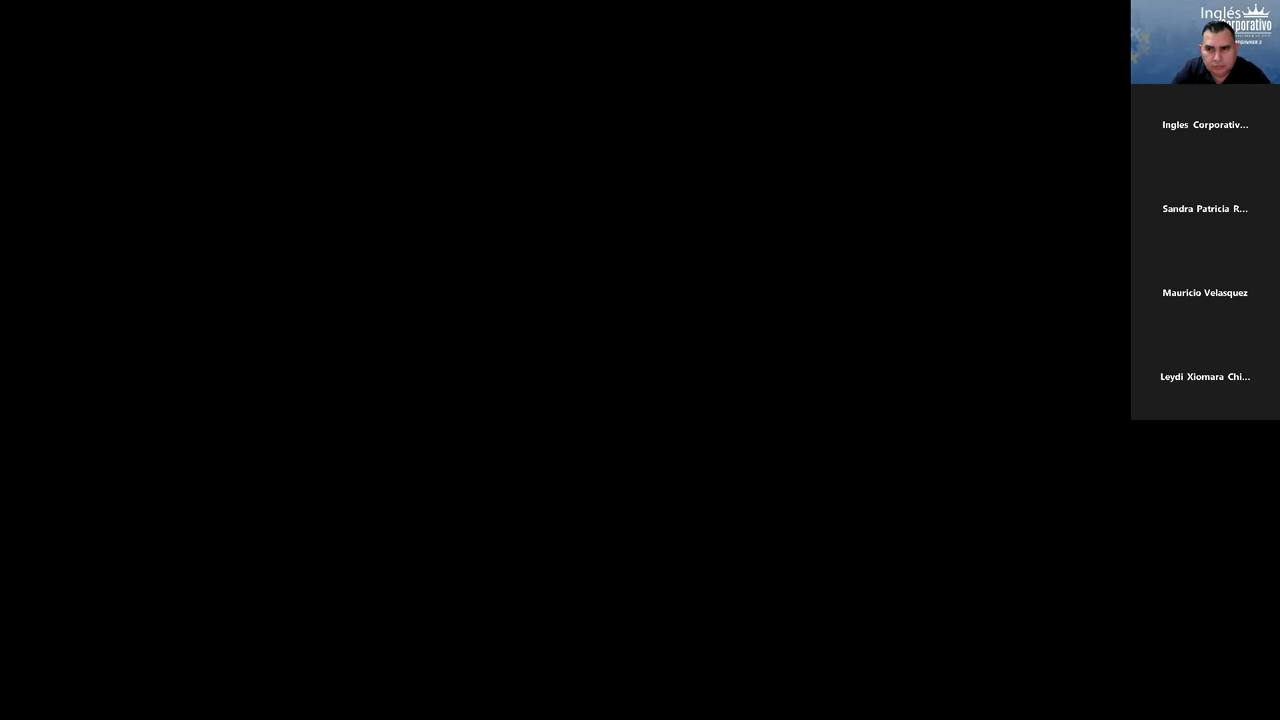 Inglés
Corporativo
Ingles Corporativ...
Sandra Patricia R...
Mauricio Velasquez
Leydi Xiomara Chi...